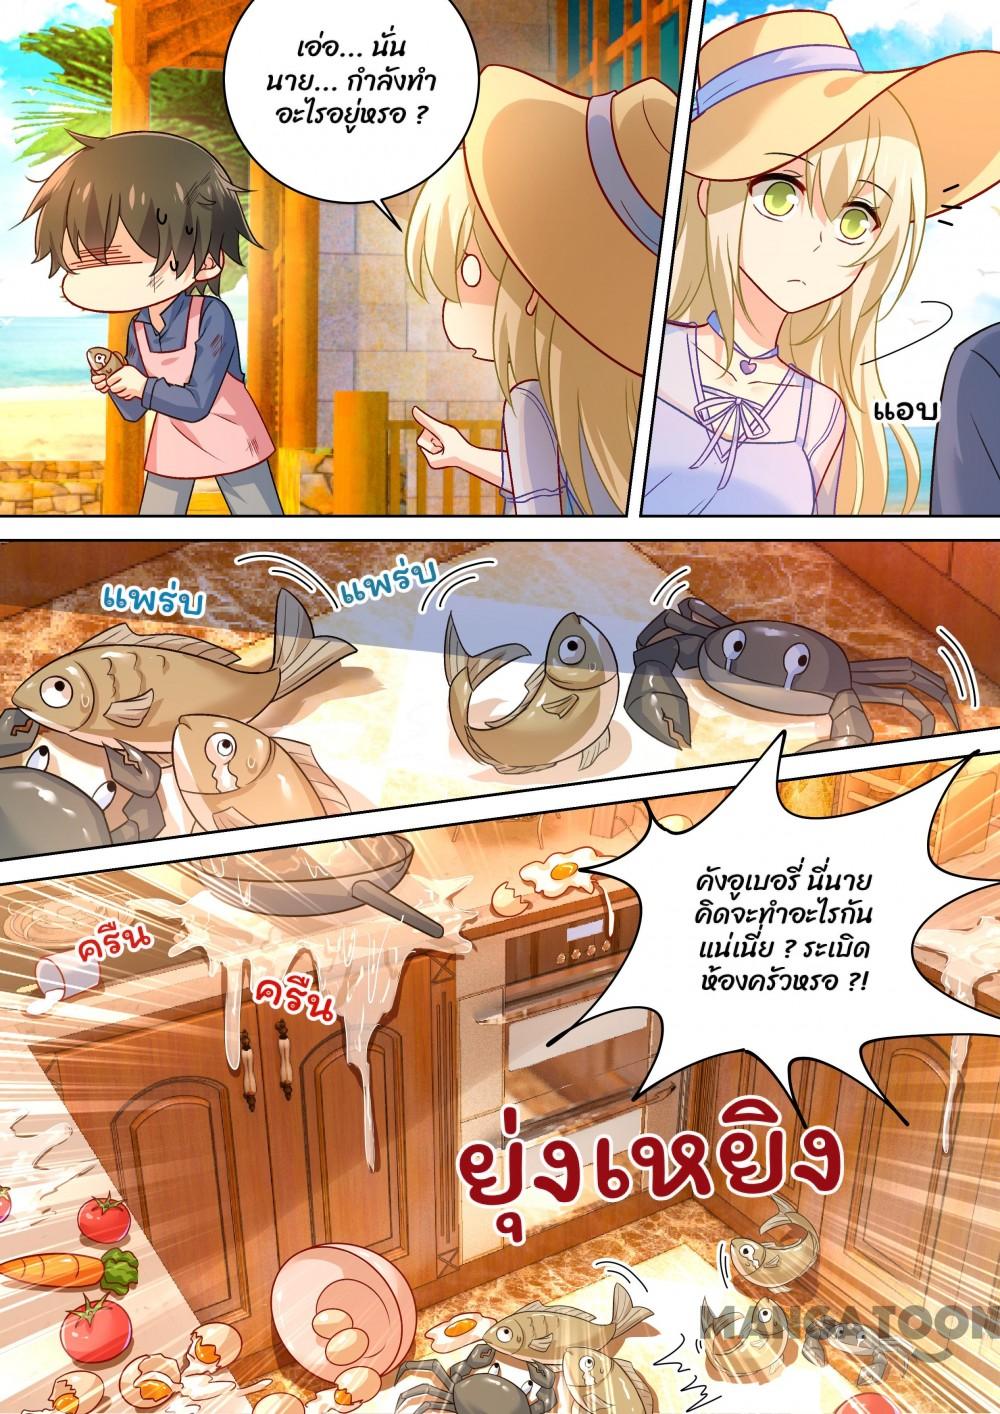 เอ่อ... นั่น
นาย... กำลังทำ
อะไรอยู่หรอ ?
แอบ
แพร่บ
แพร่บ
คังอูเบอรี่ นี่นาย
คิดจะทำอะไรกัน
แน่เนี่ย ? ระเบิด
ห้องครัวหรอ ?!
ครืน
ครืน
ยุ่งเหยิง
MANGATOON